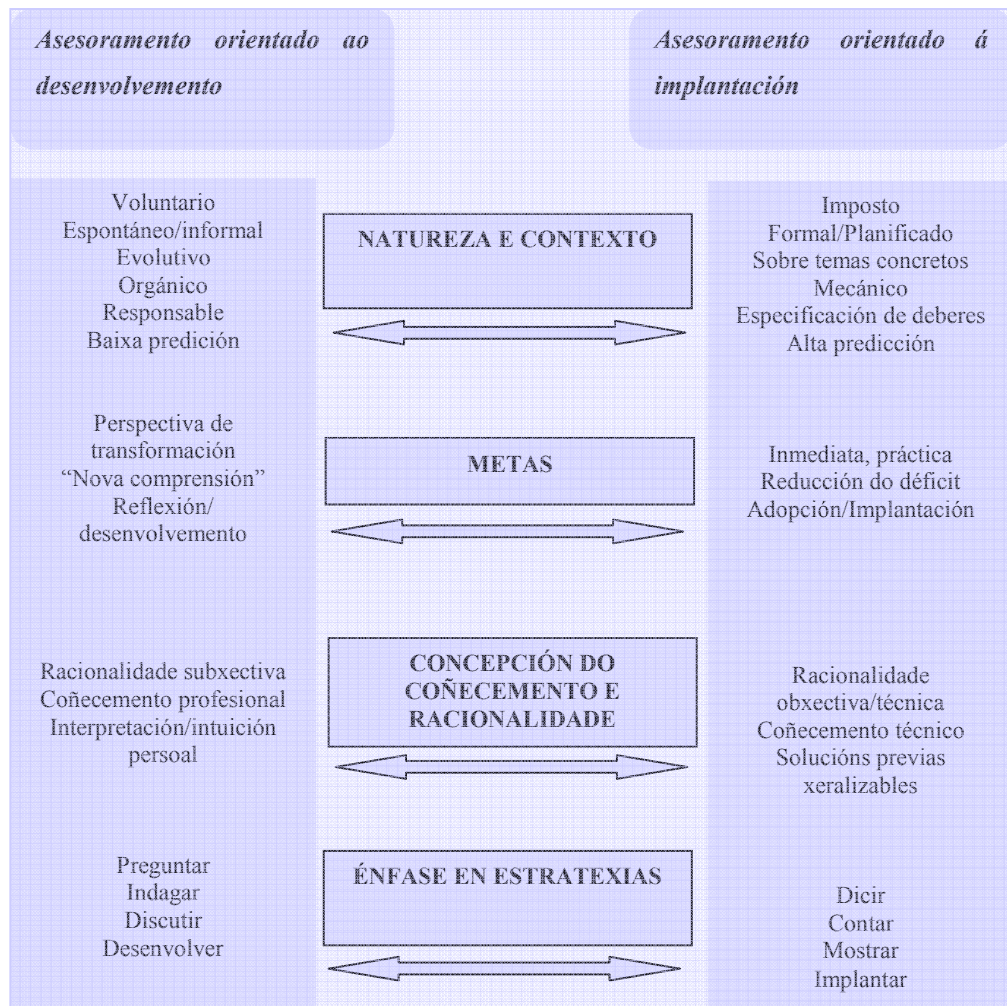 Asesoramento orientado ao
desenvolvemento
Asesoramento orientado á
implantación
Voluntario
Espontáneo/informal
Evolutivo
Orgánico
Responsable
Baixa predición
NATUREZA E CONTEXTO
Imposto
Formal/Planificado
Sobre temas concretos
Mecánico
Especificación de deberes
Alta predicción
Perspectiva de
transformación
“Nova comprensión”
Reflexión/
desenvolvemento
METAS
Inmediata, práctica
Reducción do déficit
Adopción/Implantación
Racionalidade subxectiva
Coñecemento profesional
Interpretación/intuición
persoal
CONCEPCIÓN DO
COÑECEMENTO E
RACIONALIDADE
Racionalidade
obxectiva/técnica
Coñecemento técnico
Solucións previas
xeralizables
Preguntar
Indagar
Discutir
Desenvolver
ÉNFASE EN ESTRATEXIAS
Dicir
Contar
Mostrar
Implantar